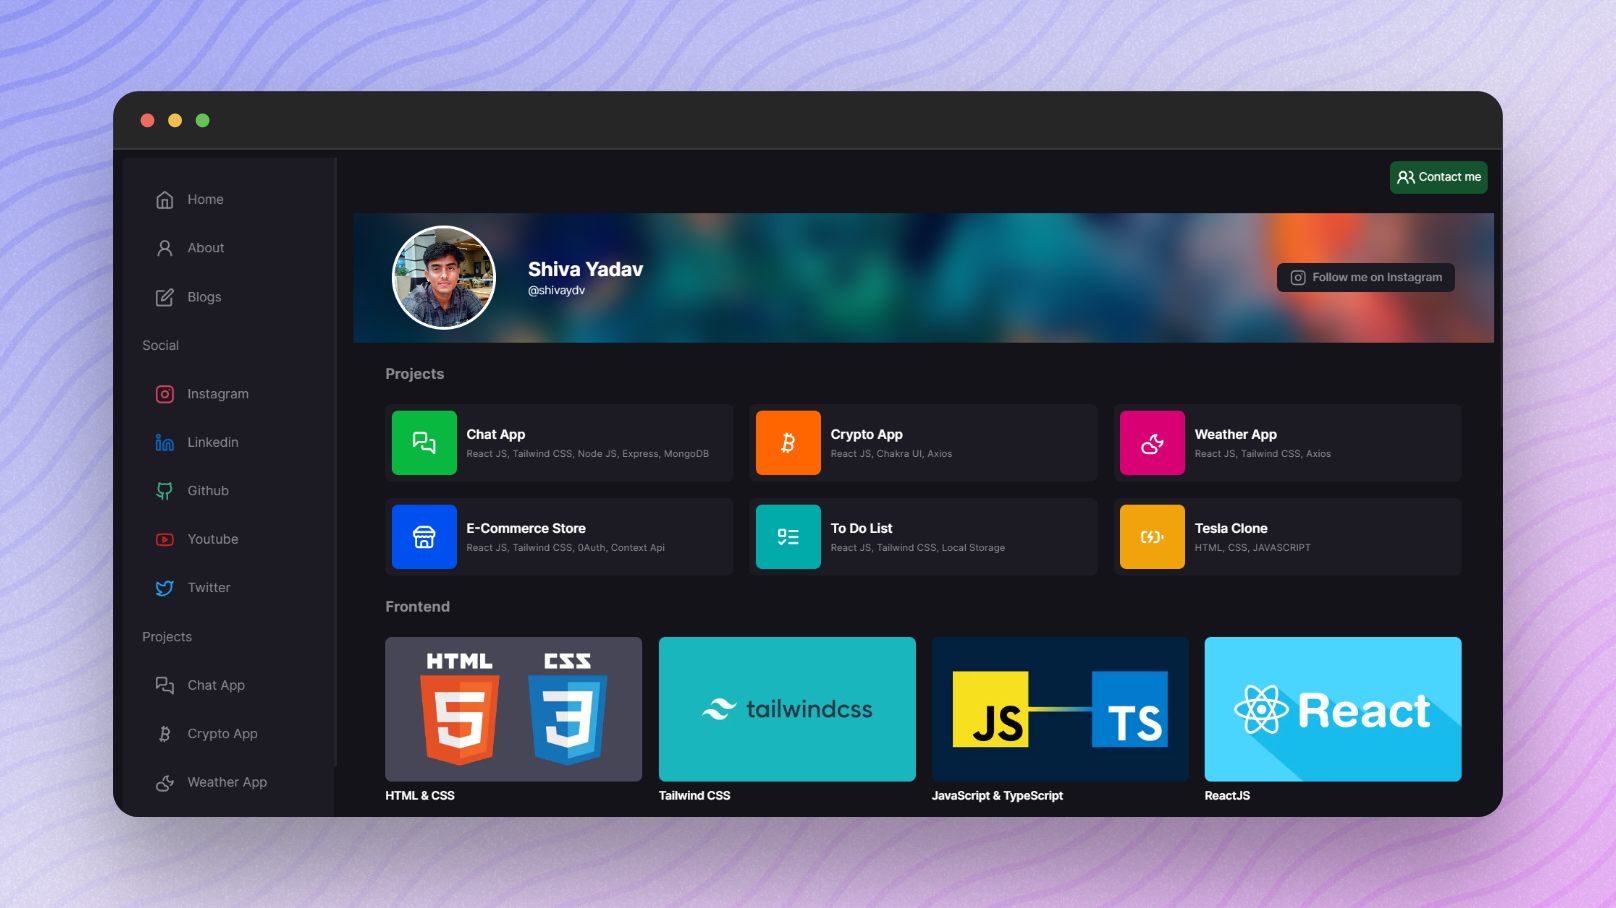 Home
About
Blogs
Social
Instagram
Linkedin
Github
Youtube
Twitter
Projects
Chat App
Crypto App
Weather App
Contact me
Shiva Yadav
@shivaydv
Follow me on Instagram
Projects
Chat App
React JS, Tailwind CSS, Node JS, Express, MongoDB
Crypto App
React JS, Chakra UI, Axios
Weather App
React JS, Tailwind CSS, Axios
E-Commerce Store
React JS, Tailwind CSS, 0Auth, Context Api
To Do List
React JS, Tailwind CSS, Local Storage
Tesla Clone
HTML, CSS, JAVASCRIPT
Frontend
HTML CSS
5 3
tailwindcss
JS TS
React
HTML & CSS
Tailwind CSS
JavaScript & TypeScript
ReactJS